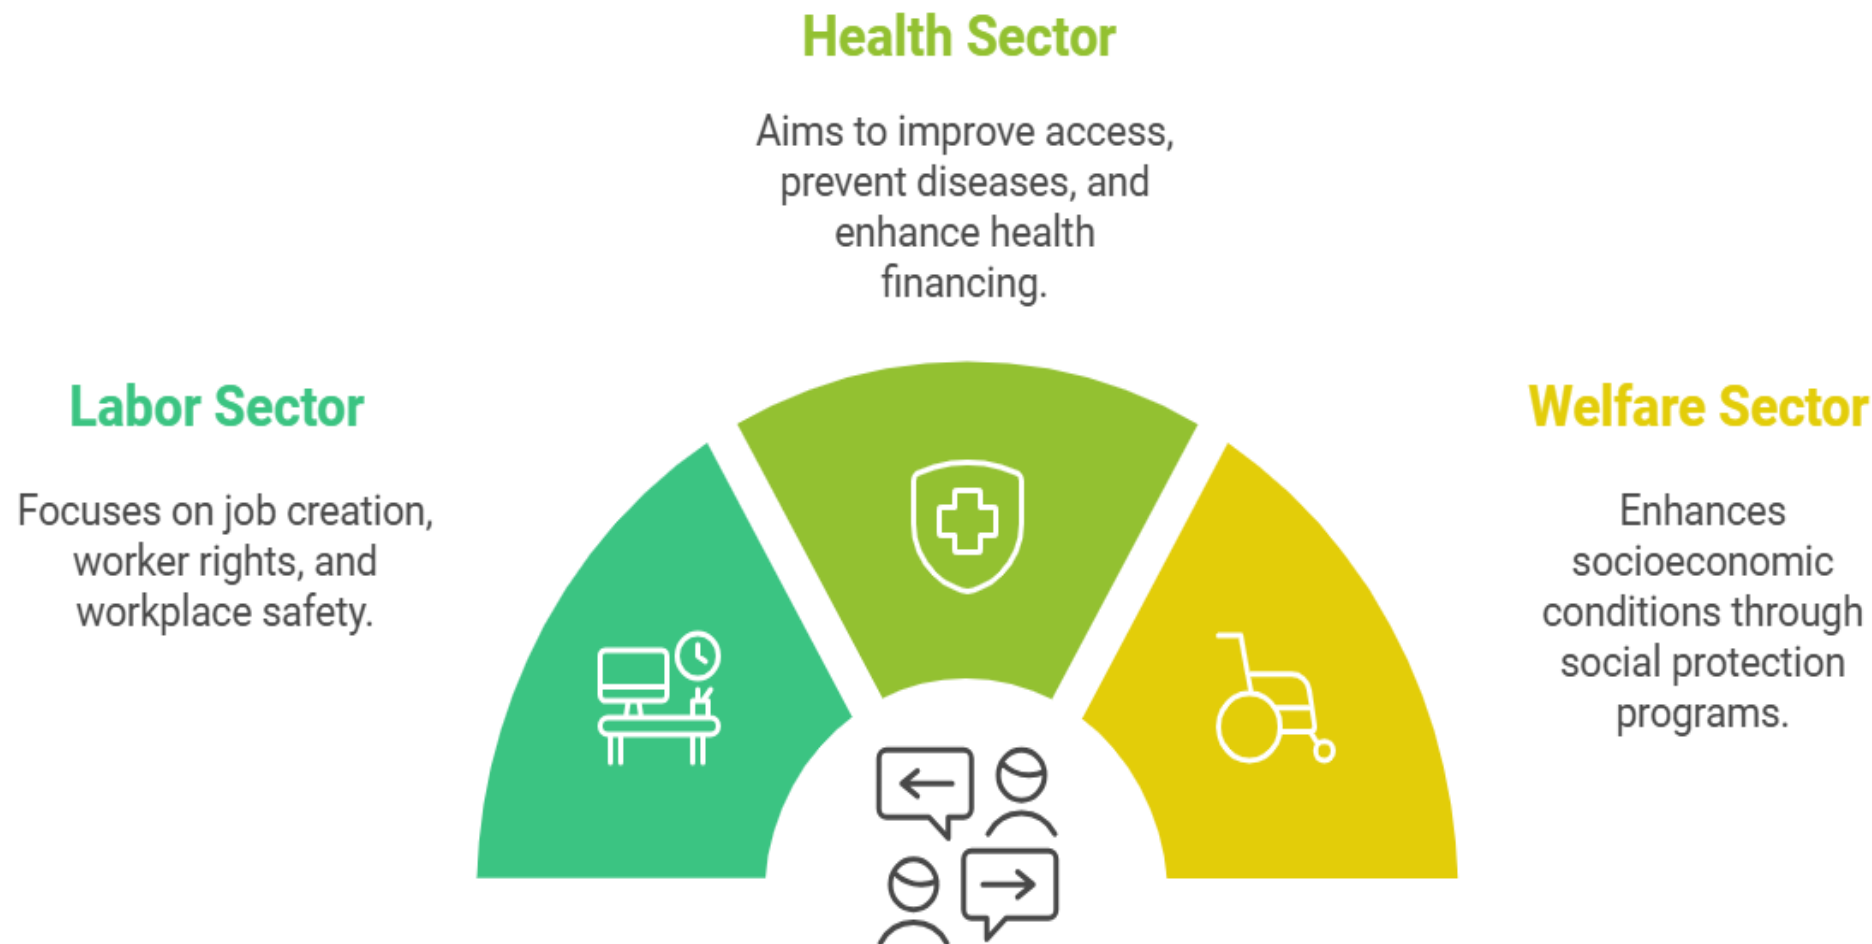 Health Sector
Aims to improve access,
prevent diseases, and
enhance health
financing.
Labor Sector
Focuses on job creation,
worker rights, and
workplace safety.
Welfare Sector
Enhances
socioeconomic
conditions through
social protection
programs.